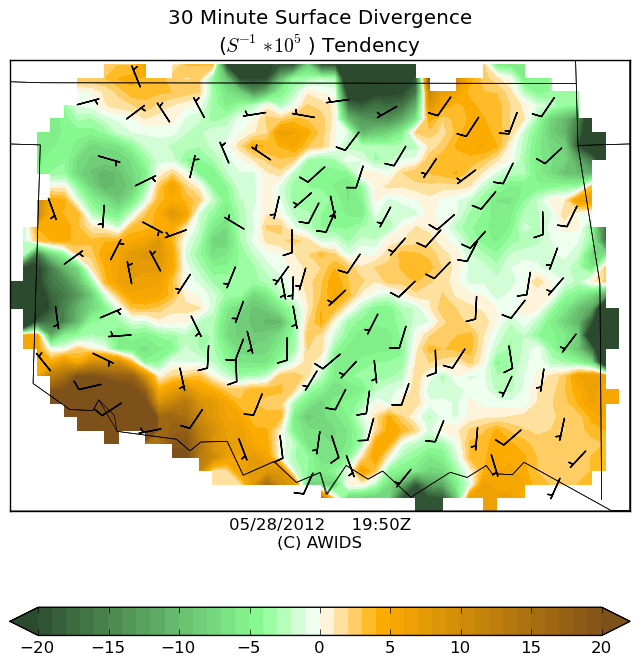 30 Minute Surface Divergence
(S⁻¹ * 10⁵ ) Tendency
05/28/2012 19:50Z
(C) AWIDS
−20 −15 −10 −5 0 5 10 15 20